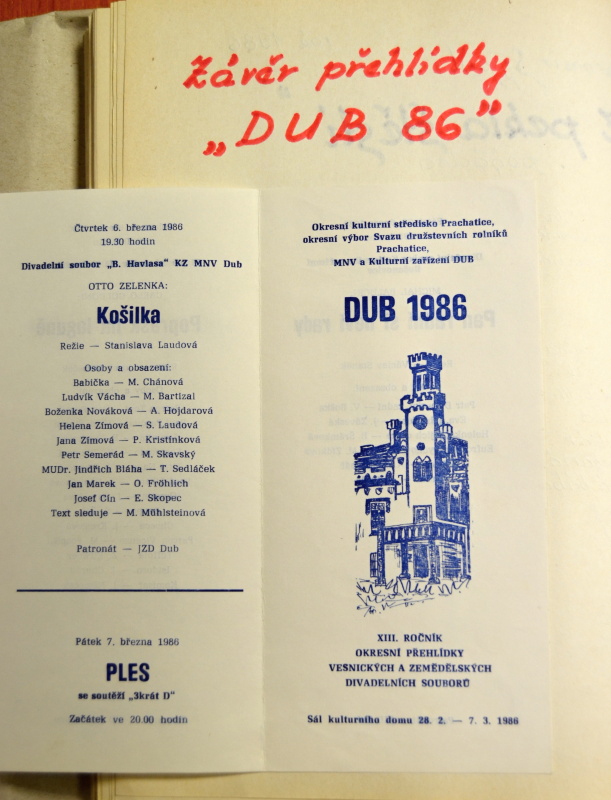 Závěr přehlídky
„DUB 86”
Čtvrtek 6. března 1986
19.30 hodin
Divadelní soubor „B. Havlasa“ KZ MNV Dub
OTTO ZELENKA:
Košilka
Režie — Stanislava Laudová
Osoby a obsazení:
Babička — M. Chánová
Ludvík Vácha — M. Bartizal
Boženka Nováková — A. Hojdarová
Helena Zímová — S. Laudová
Jana Zímová — P. Kristínková
Petr Semerád — M. Skavský
MUDr. Jindřich Bláha — T. Sedláček
Jan Marek — O. Fröhlich
Josef Cín — E. Skopec
Text sleduje — M. Mühlsteinová
Patronát — JZD Dub
Pátek 7. března 1986
PLES
se soutěží „3krát D“
Začátek ve 20.00 hodin
Okresní kulturní středisko Prachatice,
okresní výbor Svazu družstevních rolníků
Prachatice,
MNV a Kulturní zařízení DUB
DUB 1986
XIII. ROČNÍK
OKRESNÍ PŘEHLÍDKY
VESNICKÝCH A ZEMĚDĚLSKÝCH
DIVADELNÍCH SOUBORŮ
Sál kulturního domu 28. 2. — 7. 3. 1986